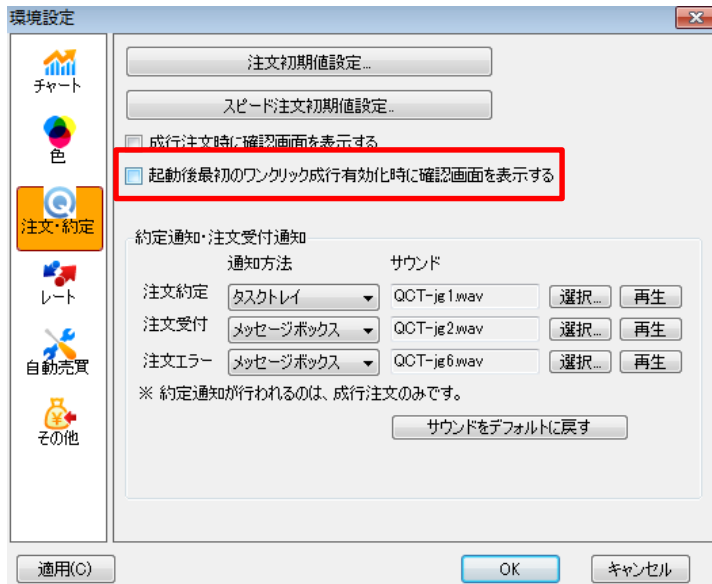 環境設定
チャート
色
注文・約定
レート
自動売買
その他
注文初期値設定...
スピード注文初期値設定...
成行注文時に確認画面を表示する
起動後最初のワンクリック成行有効化時に確認画面を表示する
約定通知・注文受付通知
通知方法 サウンド
注文約定 タスクトレイ QCT-jg1.wav 選択... 再生
注文受付 メッセージボックス QCT-jg2.wav 選択... 再生
注文エラー メッセージボックス QCT-jg6.wav 選択... 再生
※ 約定通知が行われるのは、成行注文のみです。
サウンドをデフォルトに戻す
適用(C) OK キャンセル